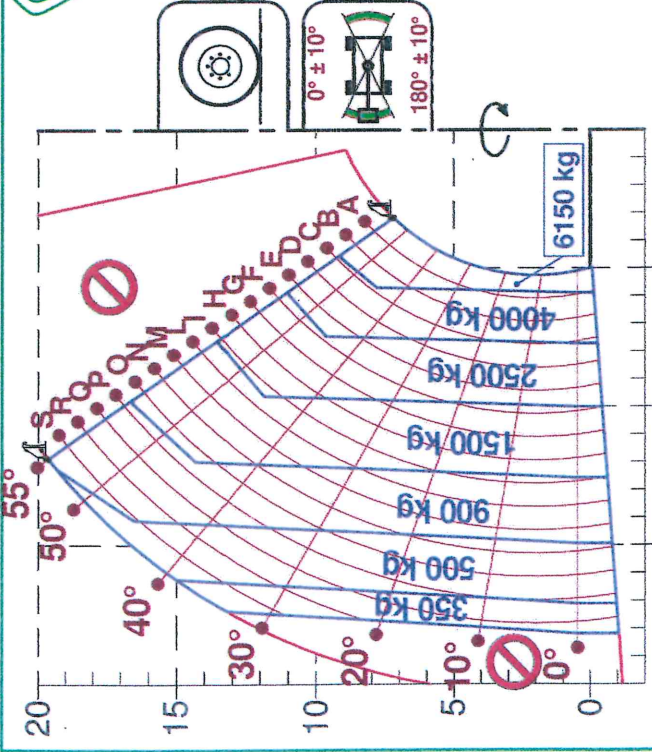 0° ± 10°
180° ± 10°
20
15
10
5
0
55°
50°
40°
30°
20°
10°
0°
S
R
Q
P
O
N
M
L
I
H
G
F
E
D
C
B
A
6150 kg
4000 kg
2500 kg
1500 kg
900 kg
500 kg
350 kg